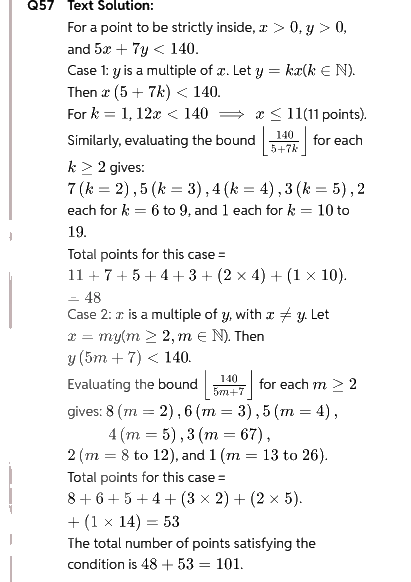 Q57 Text Solution:
For a point to be strictly inside, x > 0, y > 0,
and 5x + 7y < 140.
Case 1: y is a multiple of x. Let y = kx(k ∈ ℕ).
Then x (5 + 7k) < 140.
For k = 1, 12x < 140 ⟹ x ≤ 11(11 points).
Similarly, evaluating the bound ⌊140/(5+7k)⌋ for each
k ≥ 2 gives:
7 (k = 2) , 5 (k = 3) , 4 (k = 4) , 3 (k = 5) , 2
each for k = 6 to 9, and 1 each for k = 10 to
19.
Total points for this case =
11 + 7 + 5 + 4 + 3 + (2 × 4) + (1 × 10).
= 48
Case 2: x is a multiple of y, with x ≠ y. Let
x = my(m ≥ 2, m ∈ ℕ). Then
y (5m + 7) < 140.
Evaluating the bound ⌊140/(5m+7)⌋ for each m ≥ 2
gives: 8 (m = 2) , 6 (m = 3) , 5 (m = 4) ,
4 (m = 5) , 3 (m = 67) ,
2 (m = 8 to 12), and 1 (m = 13 to 26).
Total points for this case =
8 + 6 + 5 + 4 + (3 × 2) + (2 × 5).
+ (1 × 14) = 53
The total number of points satisfying the
condition is 48 + 53 = 101.